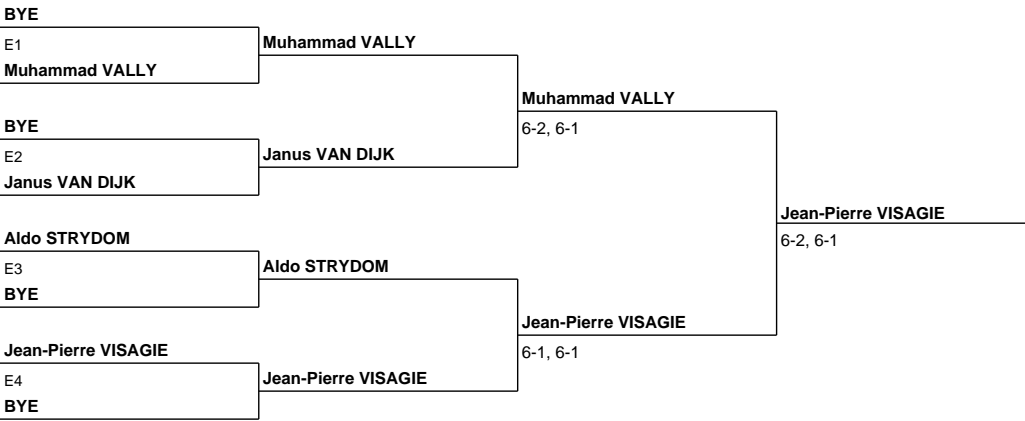 BYE
E1
Muhammad VALLY
BYE
E2
Janus VAN DIJK
Aldo STRYDOM
E3
BYE
Jean-Pierre VISAGIE
E4
BYE
Muhammad VALLY
Janus VAN DIJK
Aldo STRYDOM
Jean-Pierre VISAGIE
Muhammad VALLY
6-2, 6-1
Jean-Pierre VISAGIE
6-1, 6-1
Jean-Pierre VISAGIE
6-2, 6-1